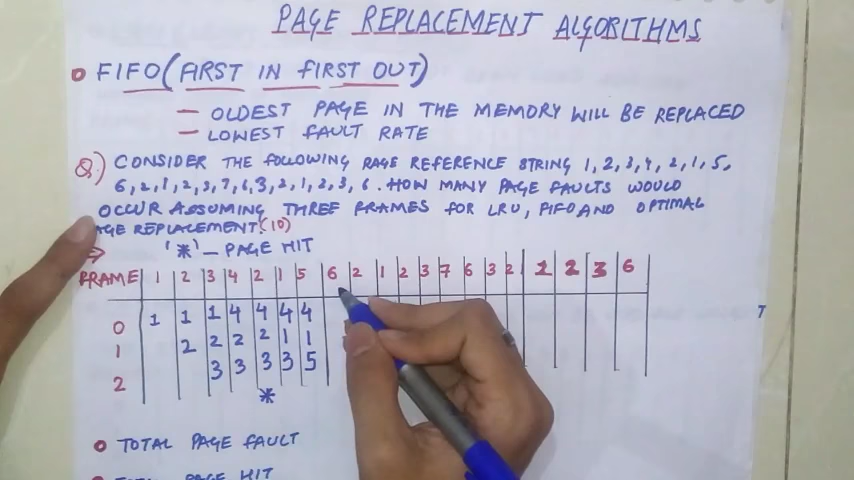 PAGE REPLACEMENT ALGORITHMS
FIFO (FIRST IN FIRST OUT)
— OLDEST PAGE IN THE MEMORY WILL BE REPLACED
— LOWEST FAULT RATE
Q.) CONSIDER THE FOLLOWING PAGE REFERENCE STRING 1, 2, 3, 4, 2, 1, 5,
6, 2, 1, 2, 3, 7, 6, 3, 2, 1, 2, 3, 6. HOW MANY PAGE FAULTS WOULD
OCCUR ASSUMING THREE FRAMES FOR LRU, FIFO AND OPTIMAL
AGE REPLACEMENT. (10)
⇒ '*' — PAGE HIT
FRAME 1 2 3 4 2 1 5 6 2 1 2 3 7 6 3 2 1 2 3 6
0 1 1 1 4 4 4 4
1 2 2 2 2 1 1
2 3 3 3 3 5
*
TOTAL PAGE FAULT
TOTAL PAGE HIT